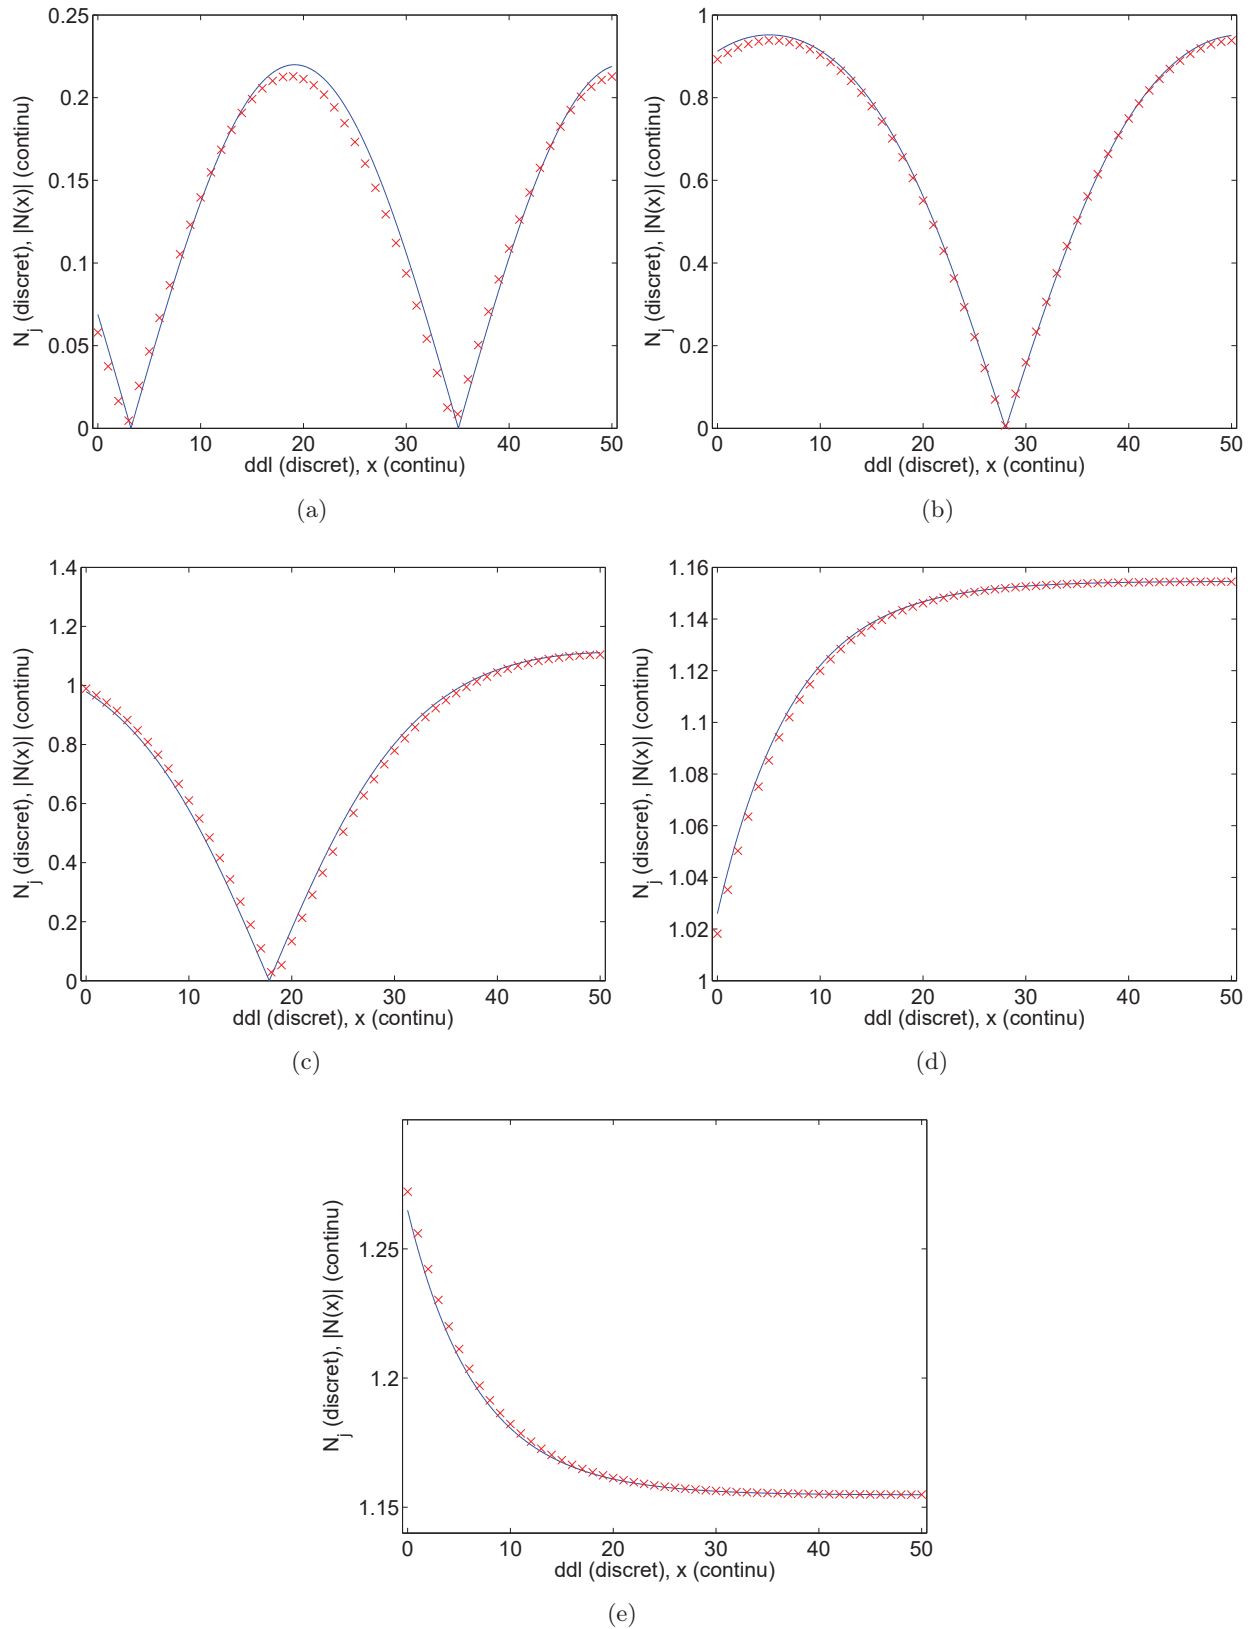 0.25
0.2
0.15
0.1
0.05
0
0 10 20 30 40 50
N_j (discret), |N(x)| (continu)
ddl (discret), x (continu)
(a)
1
0.8
0.6
0.4
0.2
0
0 10 20 30 40 50
N_j (discret), |N(x)| (continu)
ddl (discret), x (continu)
(b)
1.4
1.2
1
0.8
0.6
0.4
0.2
0
0 10 20 30 40 50
N_j (discret), |N(x)| (continu)
ddl (discret), x (continu)
(c)
1.16
1.14
1.12
1.1
1.08
1.06
1.04
1.02
1
0 10 20 30 40 50
N_j (discret), |N(x)| (continu)
ddl (discret), x (continu)
(d)
1.25
1.2
1.15
0 10 20 30 40 50
N_j (discret), |N(x)| (continu)
ddl (discret), x (continu)
(e)